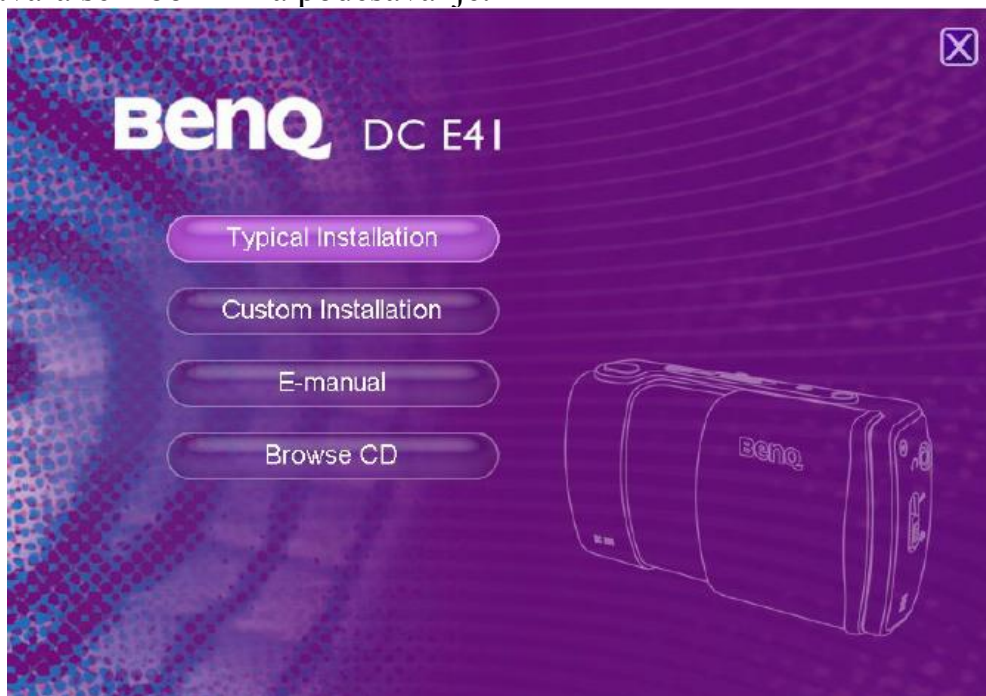 BenQ DC E41
Typical Installation
Custom Installation
E-manual
Browse CD
BenQ